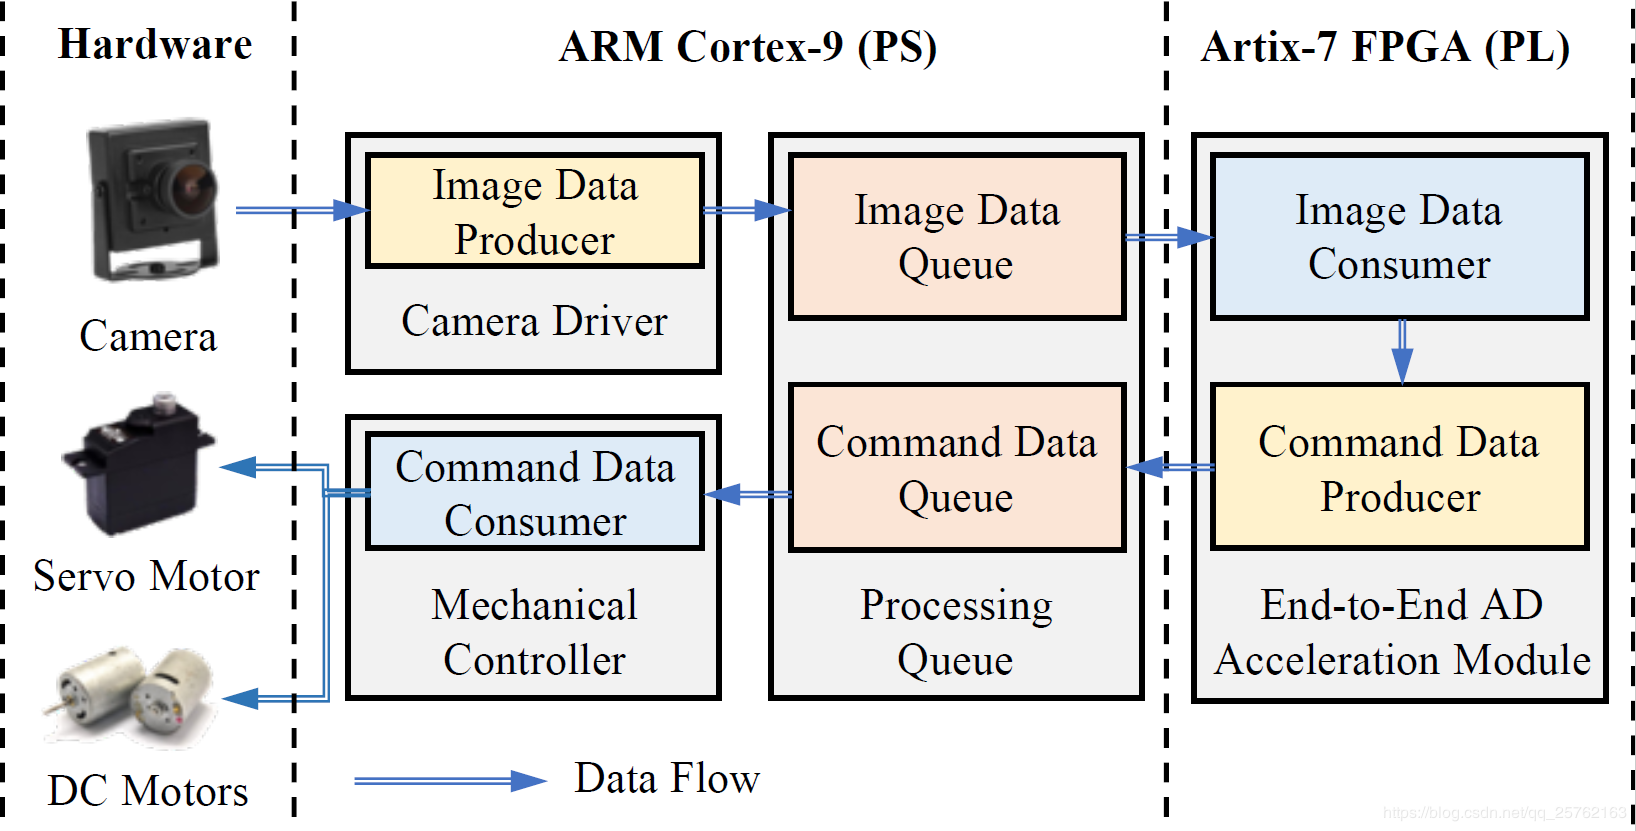 Hardware
ARM Cortex-9 (PS)
Artix-7 FPGA (PL)
Camera
Servo Motor
DC Motors
Image Data
Producer
Camera Driver
Command Data
Consumer
Mechanical
Controller
Image Data
Queue
Command Data
Queue
Processing
Queue
Image Data
Consumer
Command Data
Producer
End-to-End AD
Acceleration Module
Data Flow
https://blog.csdn.net/qq_25762163